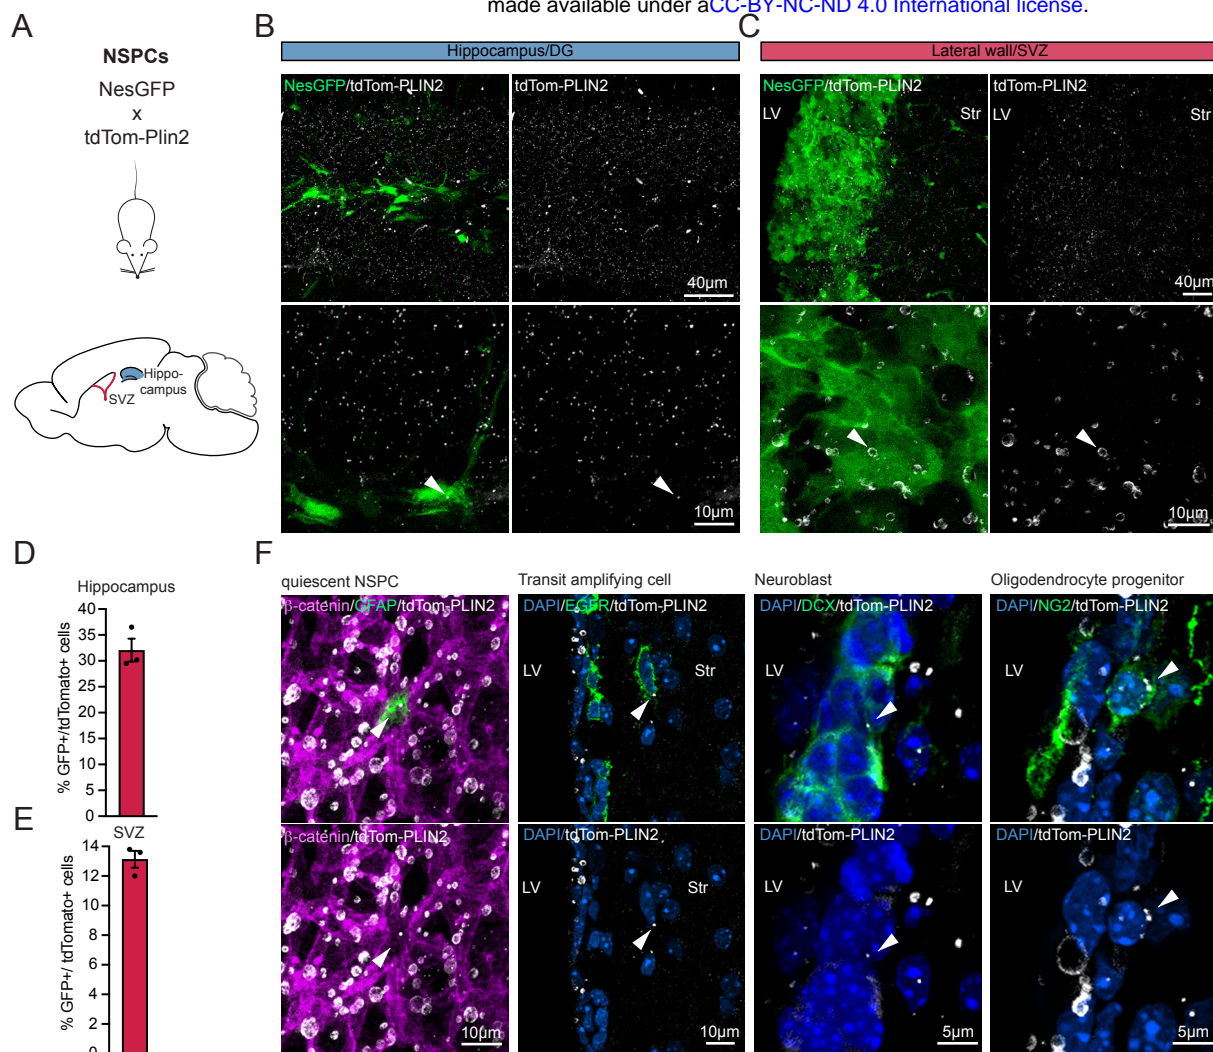 made available under aCC-BY-NC-ND 4.0 International license.
A
NSPCs
NesGFP
x
tdTom-Plin2
Hippo-
campus
SVZ
B
Hippocampus/DG
NesGFP/tdTom-PLIN2
tdTom-PLIN2
40µm
10µm
C
Lateral wall/SVZ
NesGFP/tdTom-PLIN2
LV
Str
tdTom-PLIN2
LV
Str
40µm
10µm
D
Hippocampus
% GFP+/tdTomato+ cells
40
35
30
25
20
15
10
5
0
E
SVZ
% GFP+/ tdTomato+ cells
14
12
10
8
6
4
2
0
F
quiescent NSPC
β-catenin/GFAP/tdTom-PLIN2
β-catenin/tdTom-PLIN2
10µm
Transit amplifying cell
DAPI/EGFR/tdTom-PLIN2
LV
Str
DAPI/tdTom-PLIN2
LV
Str
10µm
Neuroblast
DAPI/DCX/tdTom-PLIN2
LV
DAPI/tdTom-PLIN2
LV
5µm
Oligodendrocyte progenitor
DAPI/NG2/tdTom-PLIN2
LV
DAPI/tdTom-PLIN2
LV
5µm